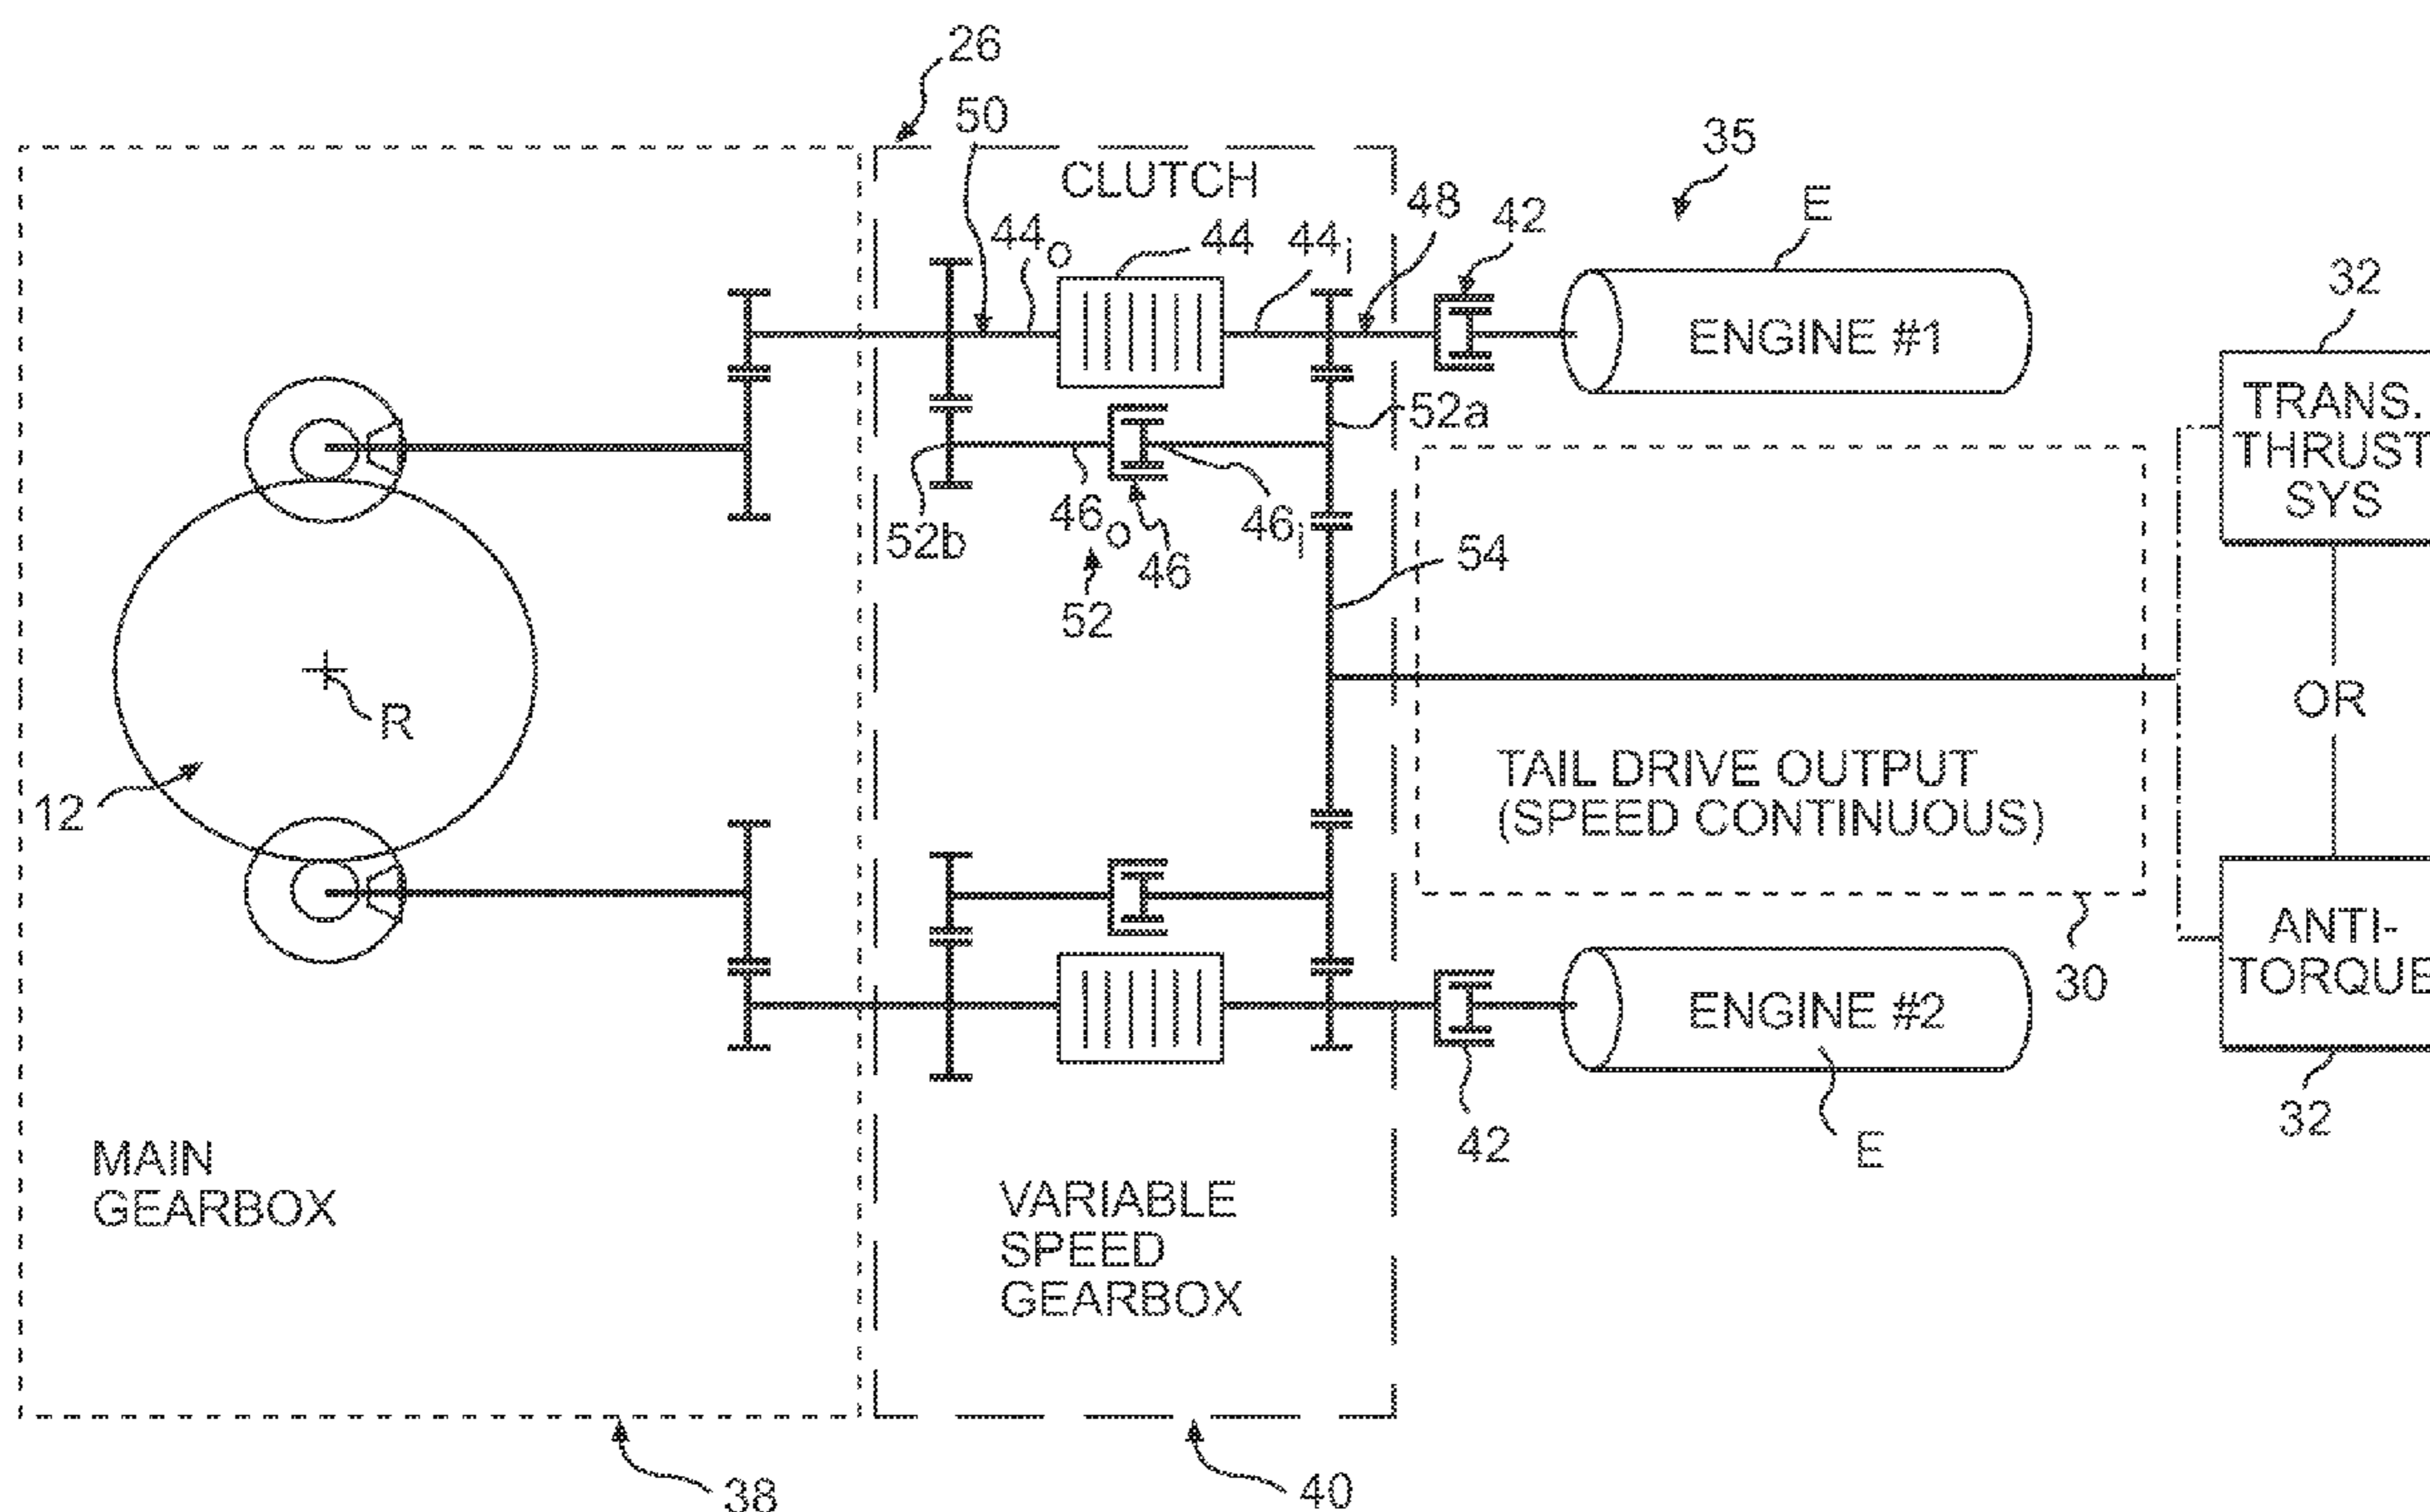 26
50
35
CLUTCH
44o
44
44i
48
42
E
32
ENGINE #1
TRANS.
THRUST
SYS
52a
52b
46o
46i
46
52
54
R
OR
12
TAIL DRIVE OUTPUT
(SPEED CONTINUOUS)
ANTI-
TORQUE
30
ENGINE #2
32
42
E
MAIN
GEARBOX
VARIABLE
SPEED
GEARBOX
38
40